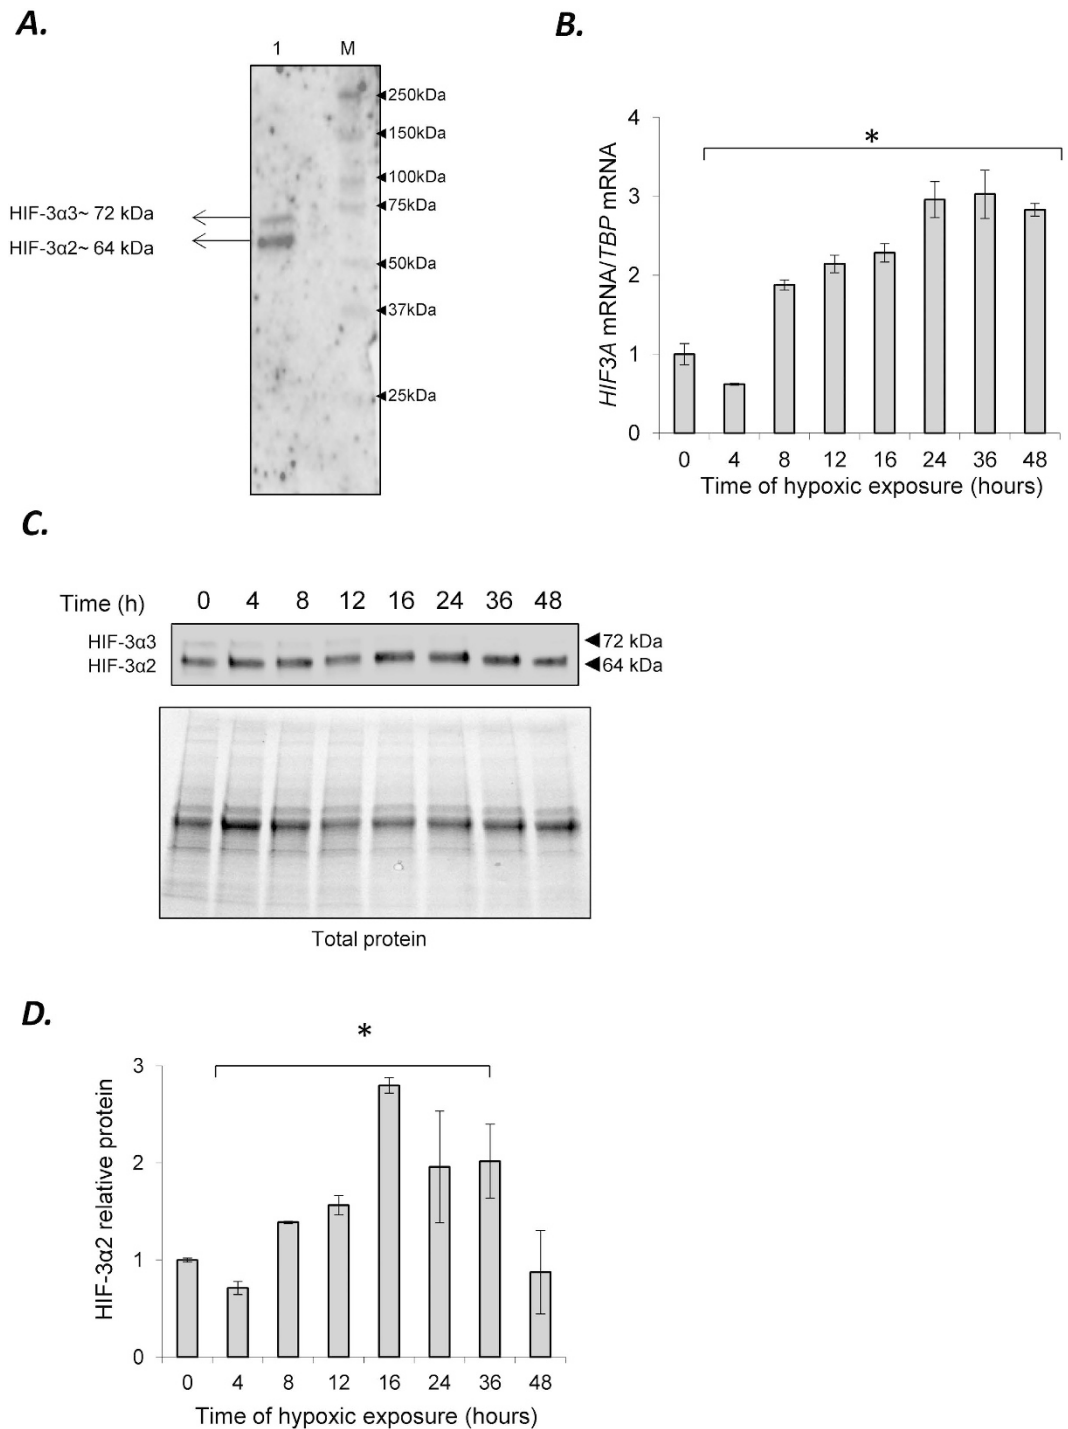 A.
1 M
◄250kDa
◄150kDa
◄100kDa
◄75kDa
HIF-3α3~ 72 kDa
HIF-3α2~ 64 kDa
◄50kDa
◄37kDa
◄25kDa
B.
*
4
3
2
1
0
HIF3A mRNA/TBP mRNA
0 4 8 12 16 24 36 48
Time of hypoxic exposure (hours)
C.
Time (h) 0 4 8 12 16 24 36 48
HIF-3α3 ◄72 kDa
HIF-3α2 ◄64 kDa
Total protein
D.
*
3
2
1
0
HIF-3α2 relative protein
0 4 8 12 16 24 36 48
Time of hypoxic exposure (hours)